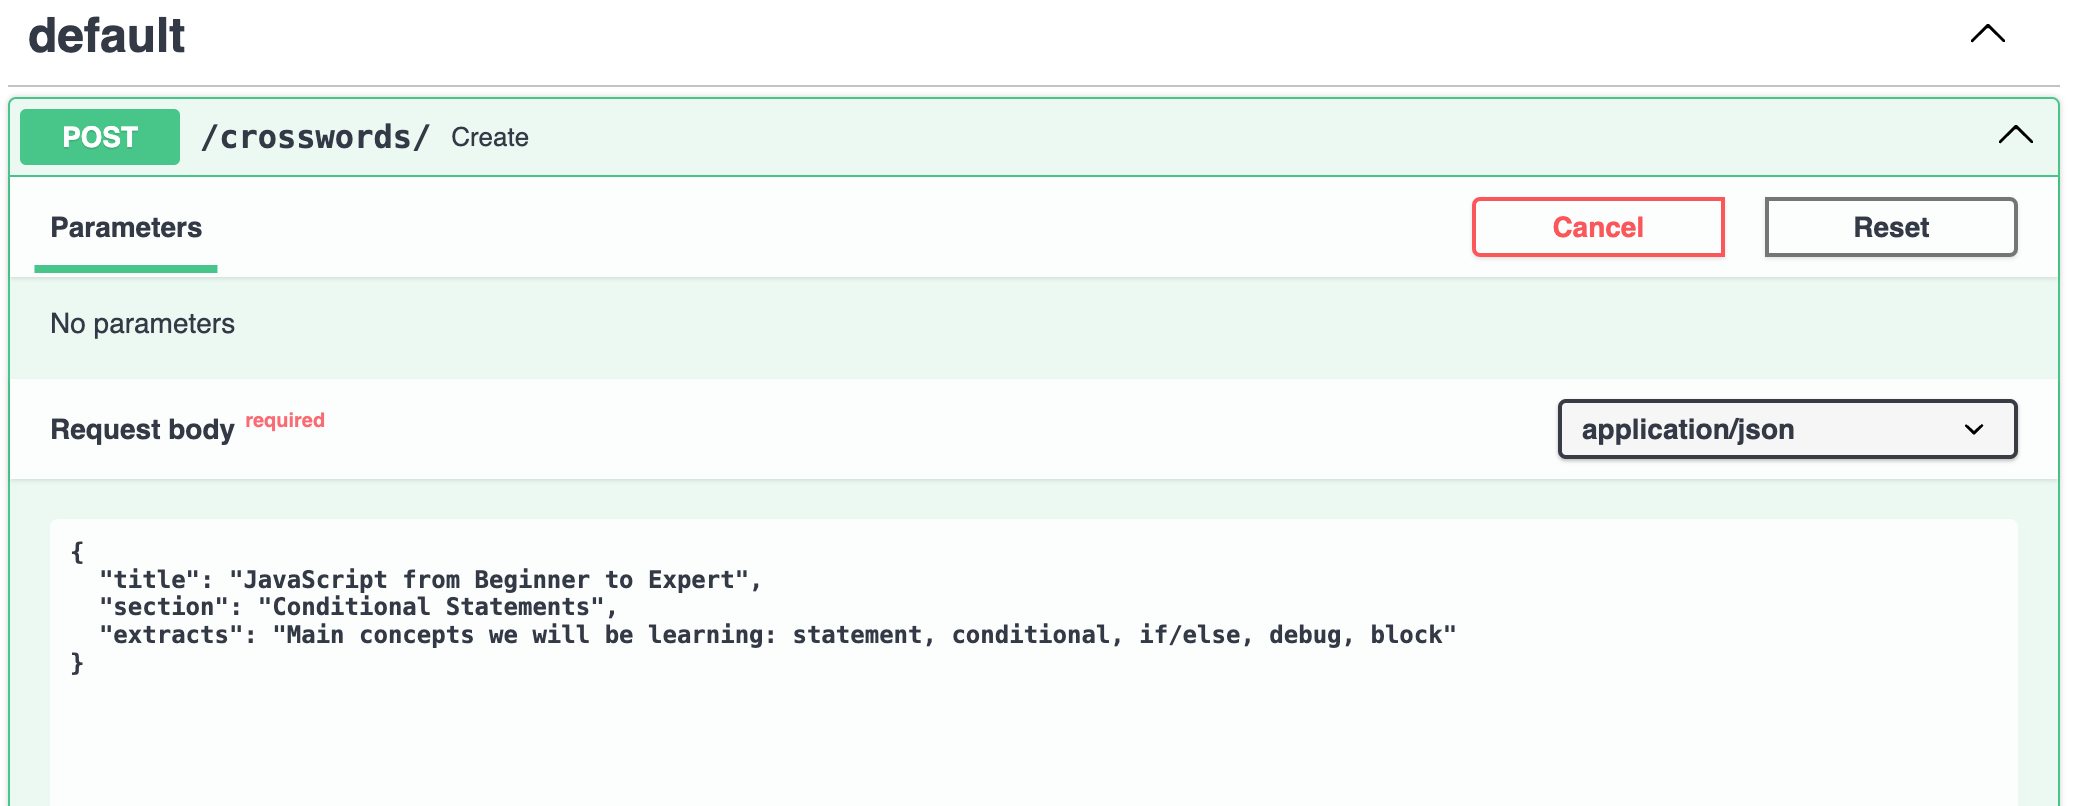 default
POST /crosswords/ Create
Parameters
Cancel
Reset
No parameters
Request body required
application/json
{
  "title": "JavaScript from Beginner to Expert",
  "section": "Conditional Statements",
  "extracts": "Main concepts we will be learning: statement, conditional, if/else, debug, block"
}